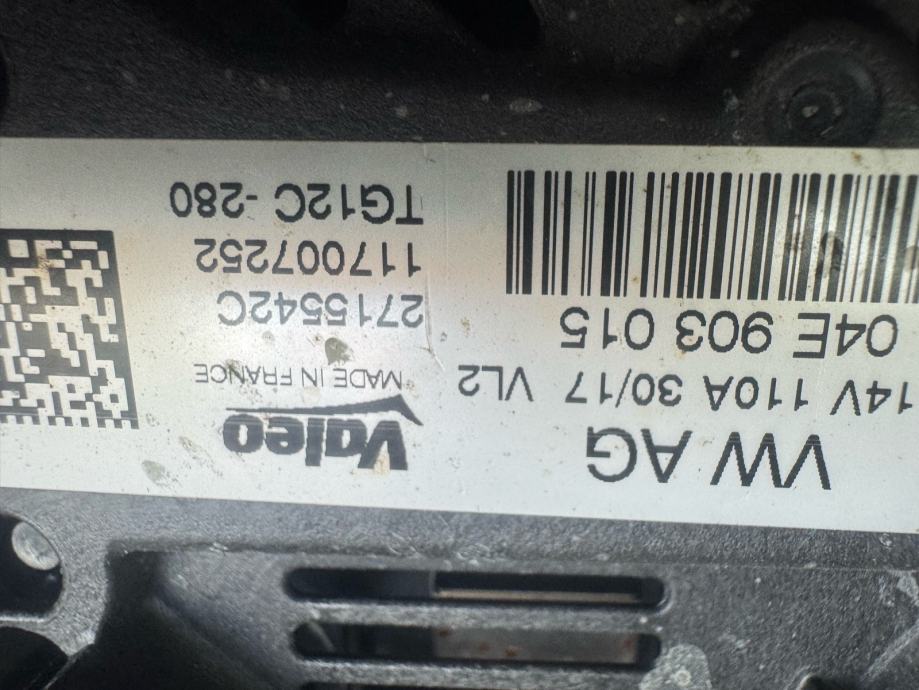 VW AG
14V 110A 30/17 VL2
04E 903 015
Valeo
MADE IN FRANCE
2715542C
117007252
TG12C -280